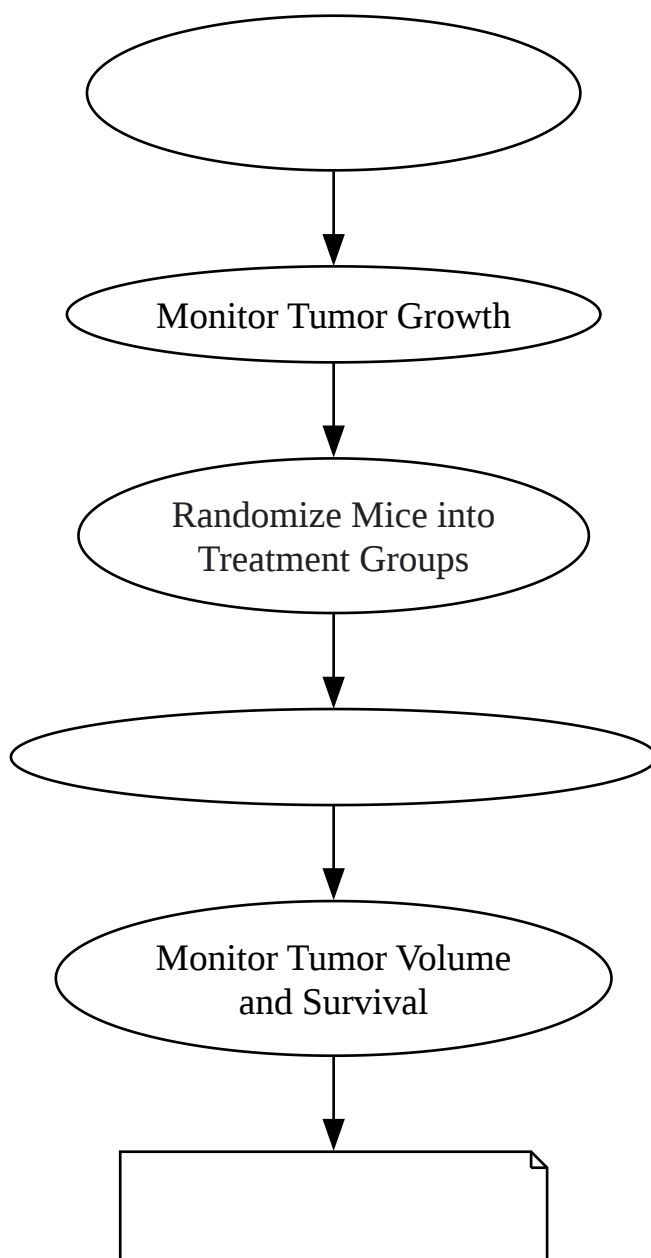 Monitor Tumor Growth
Randomize Mice into
Treatment Groups
Monitor Tumor Volume
and Survival